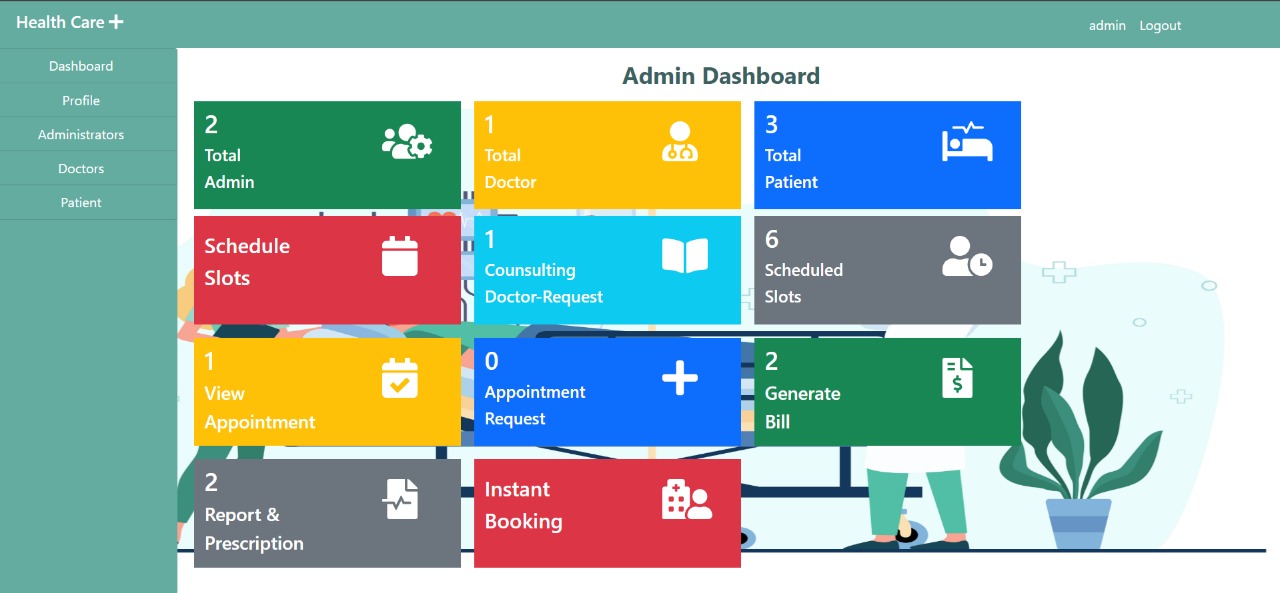 Health Care
admin Logout
Dashboard
Profile
Administrators
Doctors
Patient
Admin Dashboard
2
Total
Admin
1
Total
Doctor
3
Total
Patient
Schedule
Slots
1
Counsulting
Doctor-Request
6
Scheduled
Slots
1
View
Appointment
0
Appointment
Request
2
Generate
Bill
2
Report &
Prescription
Instant
Booking